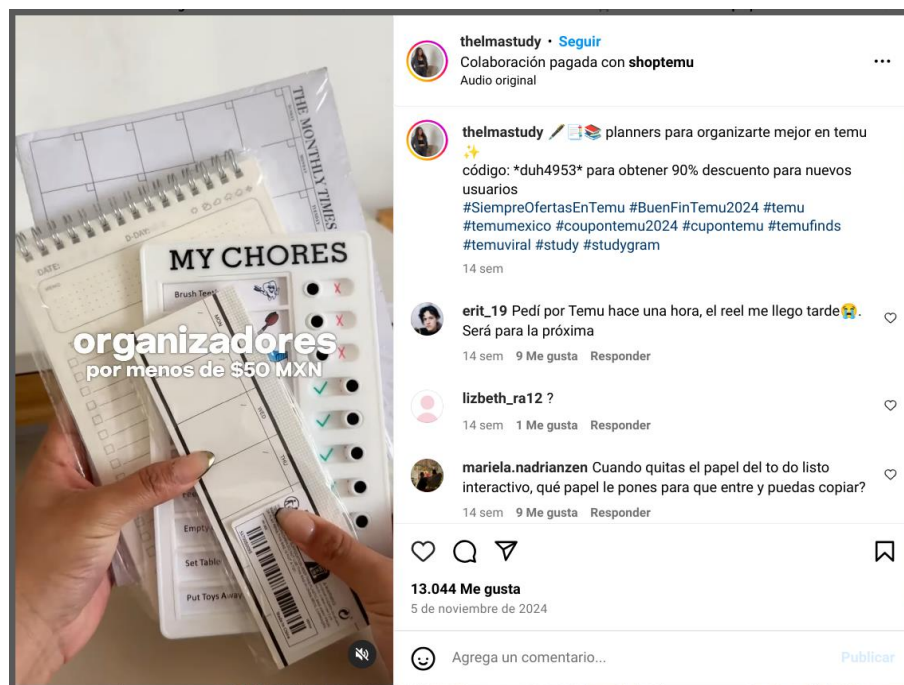 thelmastudy • Seguir
Colaboración pagada con shoptemu
Audio original
thelmastudy 🖊️📑📚 planners para organizarte mejor en temu
✨
código: *duh4953* para obtener 90% descuento para nuevos
usuarios
#SiempreOfertasEnTemu #BuenFinTemu2024 #temu
#temumexico #coupontemu2024 #cupontemu #temufinds
#temuviral #study #studygram
14 sem
erit_19 Pedí por Temu hace una hora, el reel me llego tarde😭.
Será para la próxima
14 sem 9 Me gusta Responder
lizbeth_ra12 ?
14 sem 1 Me gusta Responder
mariela.nadrianzen Cuando quitas el papel del to do listo
interactivo, qué papel le pones para que entre y puedas copiar?
14 sem 9 Me gusta Responder
13.044 Me gusta
5 de noviembre de 2024
Agrega un comentario...
Publicar
THE MONTHLY TIMES
D-DAY:
DATE:
MEMO
MY CHORES
Brush Teeth
MON
organizadores
por menos de $50 MXN
WED
THU
Empty
Set Table
Put Toys Away